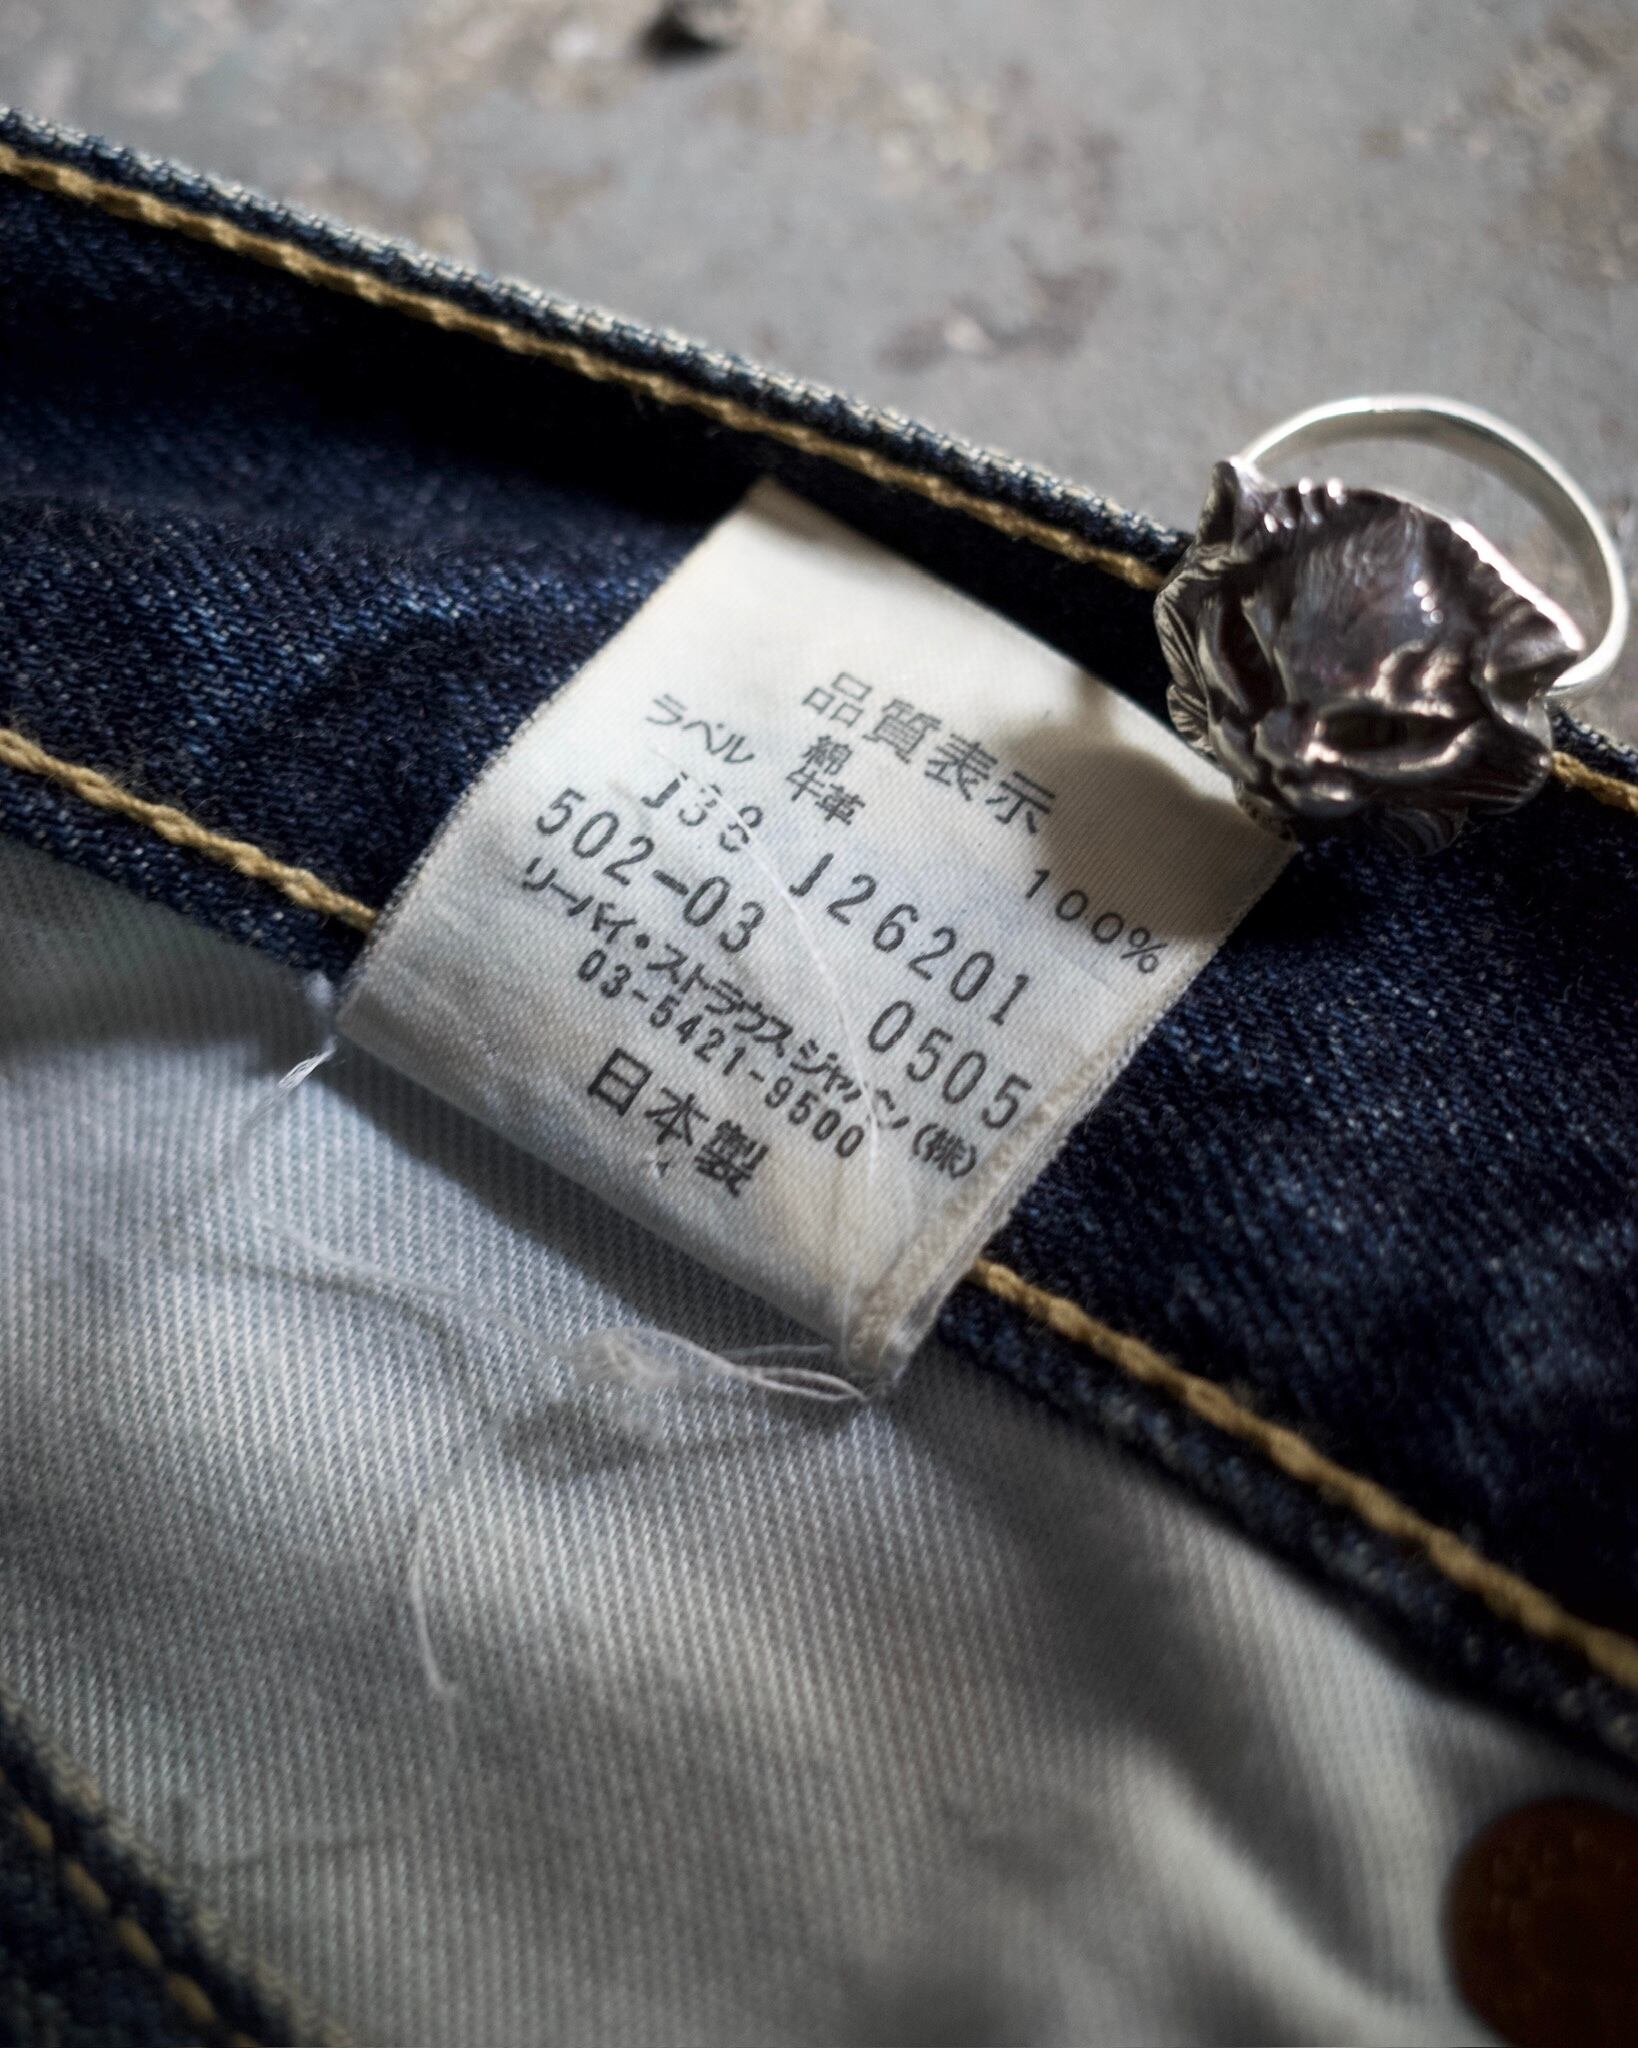 品質表示
綿 100%
ラベル 牛革
J38 J26201
502-03 0505
リーバイ・ストラウス ジャパン(株)
03-5421-9500
日本製